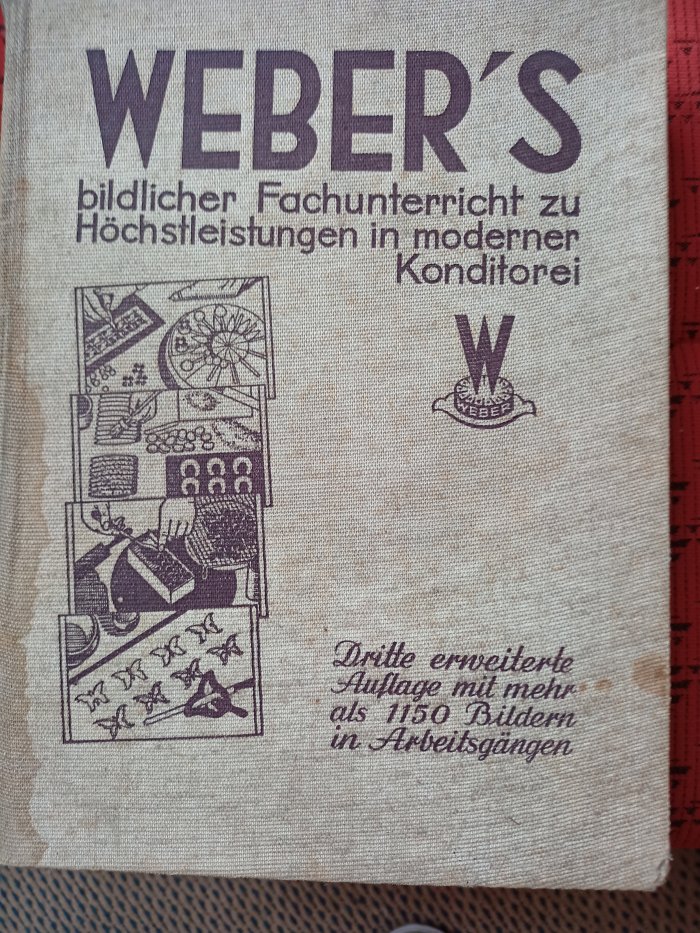 WEBER'S
bildlicher Fachunterricht zu
Höchstleistungen in moderner
Konditorei
W
WEBER
Dritte erweiterte
Auflage mit mehr
als 1150 Bildern
in Arbeitsgängen